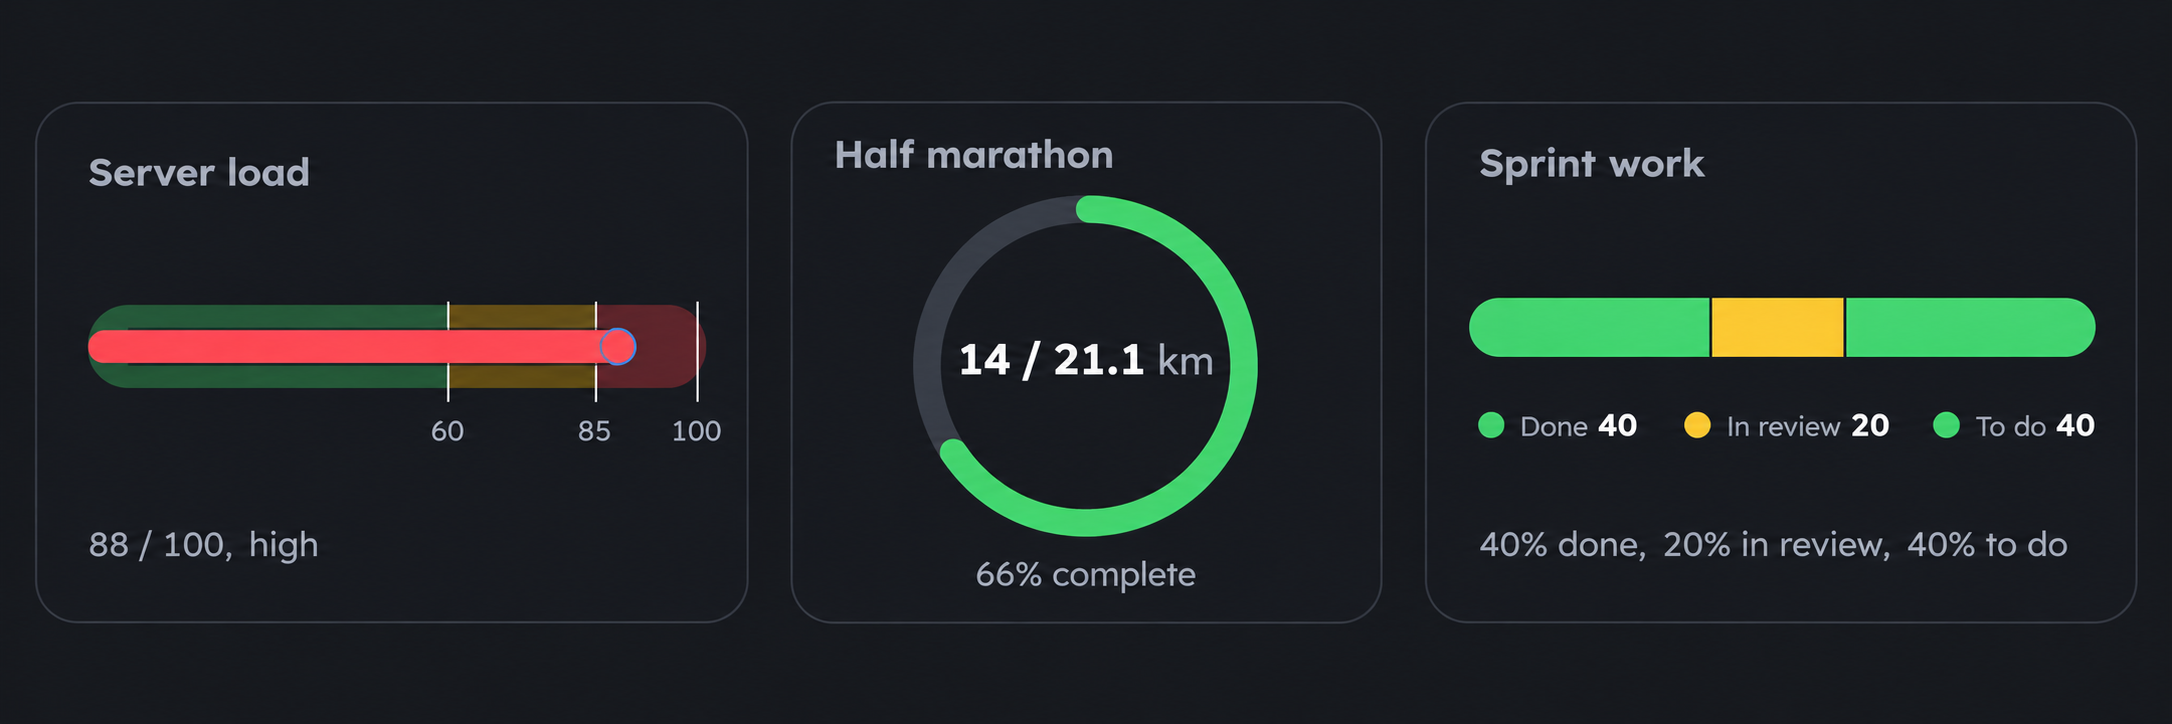 Server load
60 85 100
88 / 100, high
Half marathon
14 / 21.1 km
66% complete
Sprint work
Done 40 In review 20 To do 40
40% done, 20% in review, 40% to do